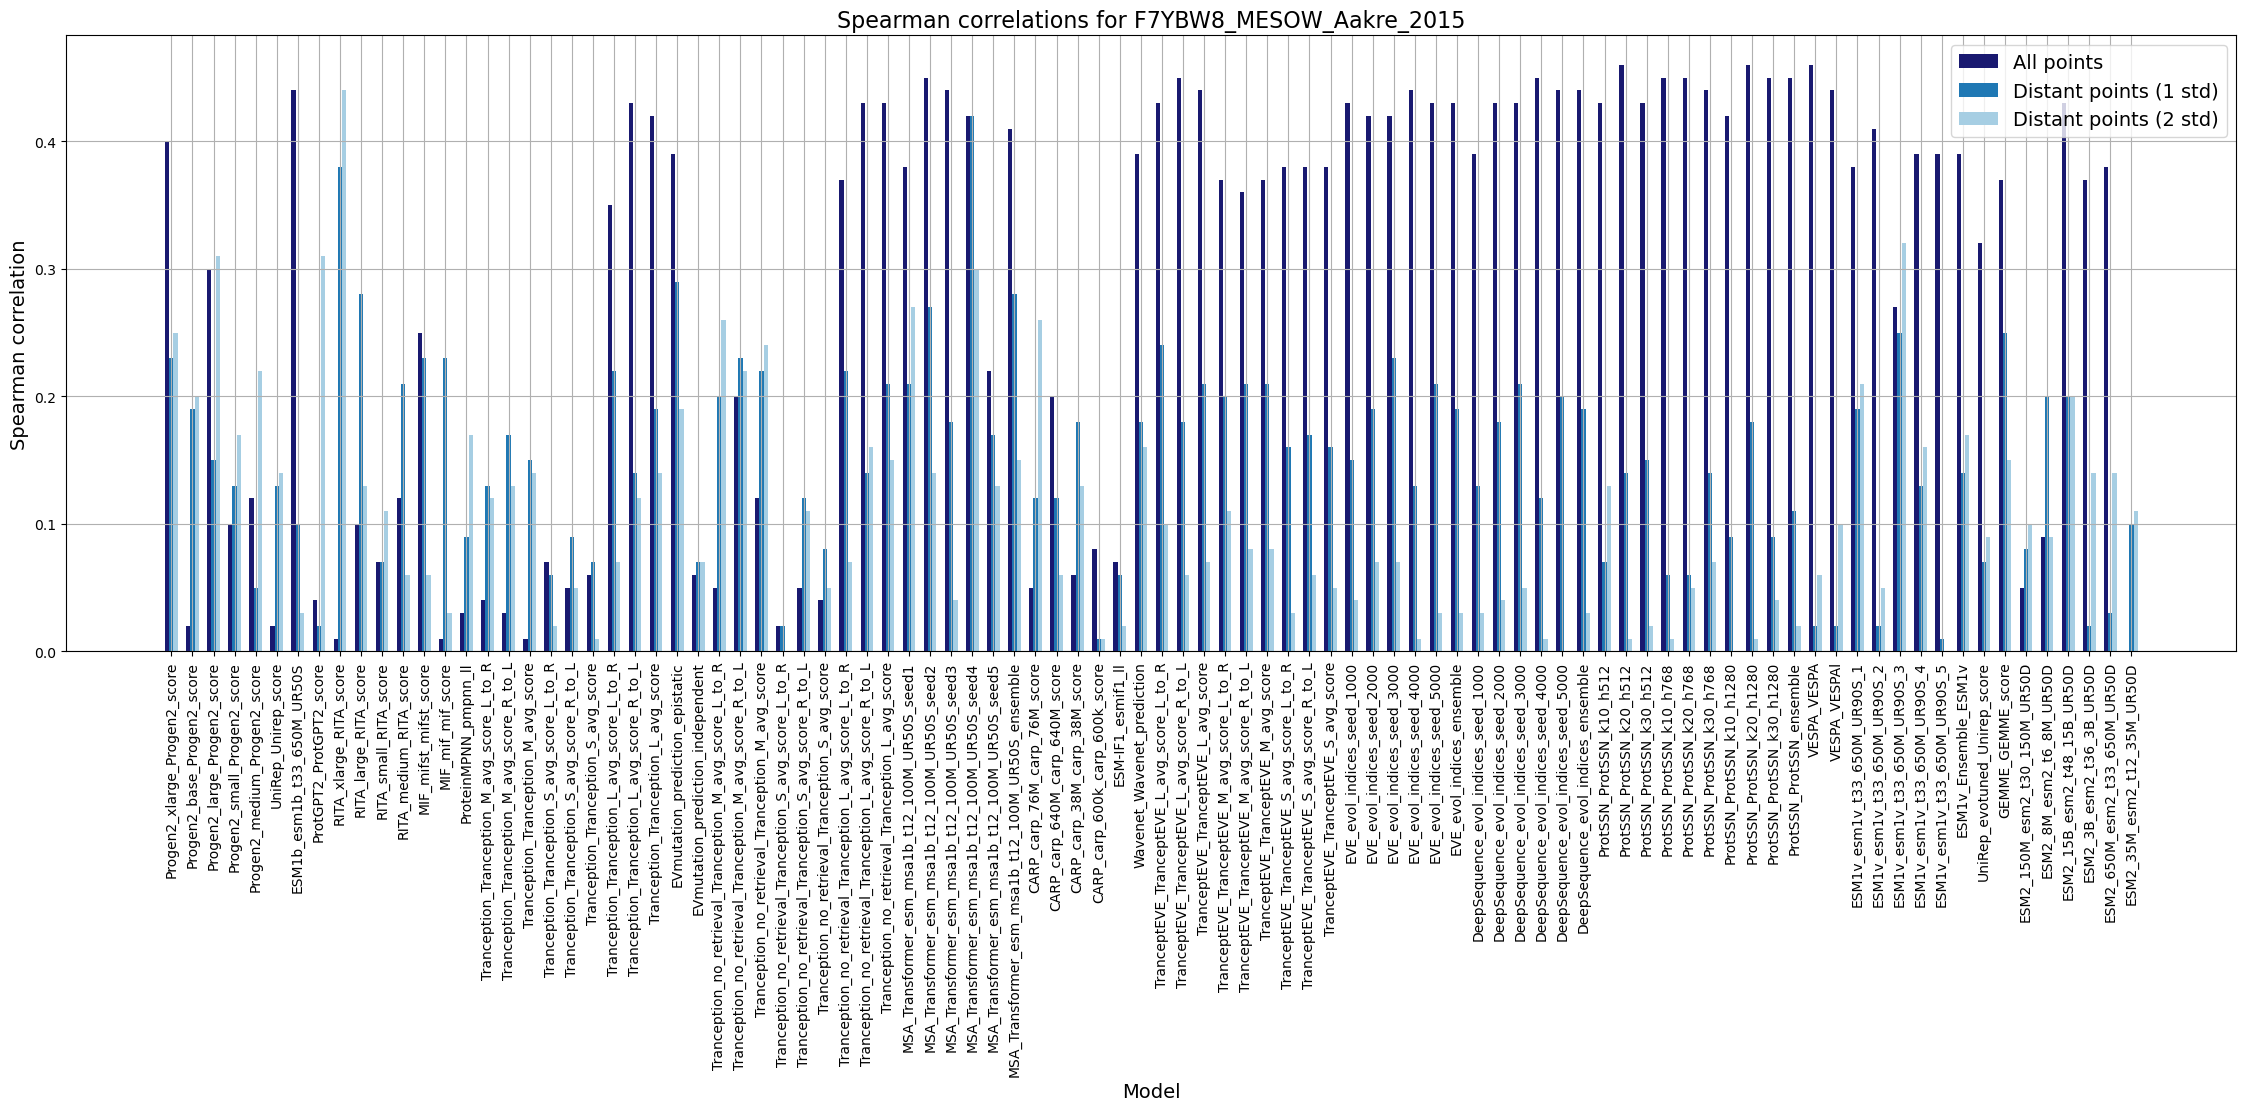 Spearman correlations for F7YBW8_MESOW_Aakre_2015
All points
Distant points (1 std)
Distant points (2 std)
Spearman correlation
0.4
0.3
0.2
0.1
0.0
Progen2_xlarge_Progen2_score
Progen2_base_Progen2_score
Progen2_large_Progen2_score
Progen2_small_Progen2_score
Progen2_medium_Progen2_score
UniRep_Unirep_score
ESM1b_esm1b_t33_650M_UR50S
ProtGPT2_ProtGPT2_score
RITA_xlarge_RITA_score
RITA_large_RITA_score
RITA_small_RITA_score
RITA_medium_RITA_score
MIF_mifst_mifst_score
MIF_mif_mif_score
ProteinMPNN_pmpnn_ll
Tranception_Tranception_M_avg_score_L_to_R
Tranception_Tranception_M_avg_score_R_to_L
Tranception_Tranception_M_avg_score
Tranception_Tranception_S_avg_score_L_to_R
Tranception_Tranception_S_avg_score_R_to_L
Tranception_Tranception_S_avg_score
Tranception_Tranception_L_avg_score_L_to_R
Tranception_Tranception_L_avg_score_R_to_L
Tranception_Tranception_L_avg_score
EVmutation_prediction_epistatic
EVmutation_prediction_independent
Tranception_no_retrieval_Tranception_M_avg_score_L_to_R
Tranception_no_retrieval_Tranception_M_avg_score_R_to_L
Tranception_no_retrieval_Tranception_M_avg_score
Tranception_no_retrieval_Tranception_S_avg_score_L_to_R
Tranception_no_retrieval_Tranception_S_avg_score_R_to_L
Tranception_no_retrieval_Tranception_S_avg_score
Tranception_no_retrieval_Tranception_L_avg_score_L_to_R
Tranception_no_retrieval_Tranception_L_avg_score_R_to_L
Tranception_no_retrieval_Tranception_L_avg_score
MSA_Transformer_esm_msa1b_t12_100M_UR50S_seed1
MSA_Transformer_esm_msa1b_t12_100M_UR50S_seed2
MSA_Transformer_esm_msa1b_t12_100M_UR50S_seed3
MSA_Transformer_esm_msa1b_t12_100M_UR50S_seed4
MSA_Transformer_esm_msa1b_t12_100M_UR50S_seed5
MSA_Transformer_esm_msa1b_t12_100M_UR50S_ensemble
CARP_carp_76M_carp_76M_score
CARP_carp_640M_carp_640M_score
CARP_carp_38M_carp_38M_score
CARP_carp_600k_carp_600k_score
ESM-IF1_esmif1_ll
Wavenet_Wavenet_prediction
TranceptEVE_TranceptEVE_L_avg_score_L_to_R
TranceptEVE_TranceptEVE_L_avg_score_R_to_L
TranceptEVE_TranceptEVE_L_avg_score
TranceptEVE_TranceptEVE_M_avg_score_L_to_R
TranceptEVE_TranceptEVE_M_avg_score_R_to_L
TranceptEVE_TranceptEVE_M_avg_score
TranceptEVE_TranceptEVE_S_avg_score_L_to_R
TranceptEVE_TranceptEVE_S_avg_score_R_to_L
TranceptEVE_TranceptEVE_S_avg_score
EVE_evol_indices_seed_1000
EVE_evol_indices_seed_2000
EVE_evol_indices_seed_3000
EVE_evol_indices_seed_4000
EVE_evol_indices_seed_5000
EVE_evol_indices_ensemble
DeepSequence_evol_indices_seed_1000
DeepSequence_evol_indices_seed_2000
DeepSequence_evol_indices_seed_3000
DeepSequence_evol_indices_seed_4000
DeepSequence_evol_indices_seed_5000
DeepSequence_evol_indices_ensemble
ProtSSN_ProtSSN_k10_h512
ProtSSN_ProtSSN_k20_h512
ProtSSN_ProtSSN_k30_h512
ProtSSN_ProtSSN_k10_h768
ProtSSN_ProtSSN_k20_h768
ProtSSN_ProtSSN_k30_h768
ProtSSN_ProtSSN_k10_h1280
ProtSSN_ProtSSN_k20_h1280
ProtSSN_ProtSSN_k30_h1280
ProtSSN_ProtSSN_ensemble
VESPA_VESPA
VESPA_VESPAl
ESM1v_esm1v_t33_650M_UR90S_1
ESM1v_esm1v_t33_650M_UR90S_2
ESM1v_esm1v_t33_650M_UR90S_3
ESM1v_esm1v_t33_650M_UR90S_4
ESM1v_esm1v_t33_650M_UR90S_5
ESM1v_Ensemble_ESM1v
UniRep_evotuned_Unirep_score
GEMME_GEMME_score
ESM2_150M_esm2_t30_150M_UR50D
ESM2_8M_esm2_t6_8M_UR50D
ESM2_15B_esm2_t48_15B_UR50D
ESM2_3B_esm2_t36_3B_UR50D
ESM2_650M_esm2_t33_650M_UR50D
ESM2_35M_esm2_t12_35M_UR50D
Model